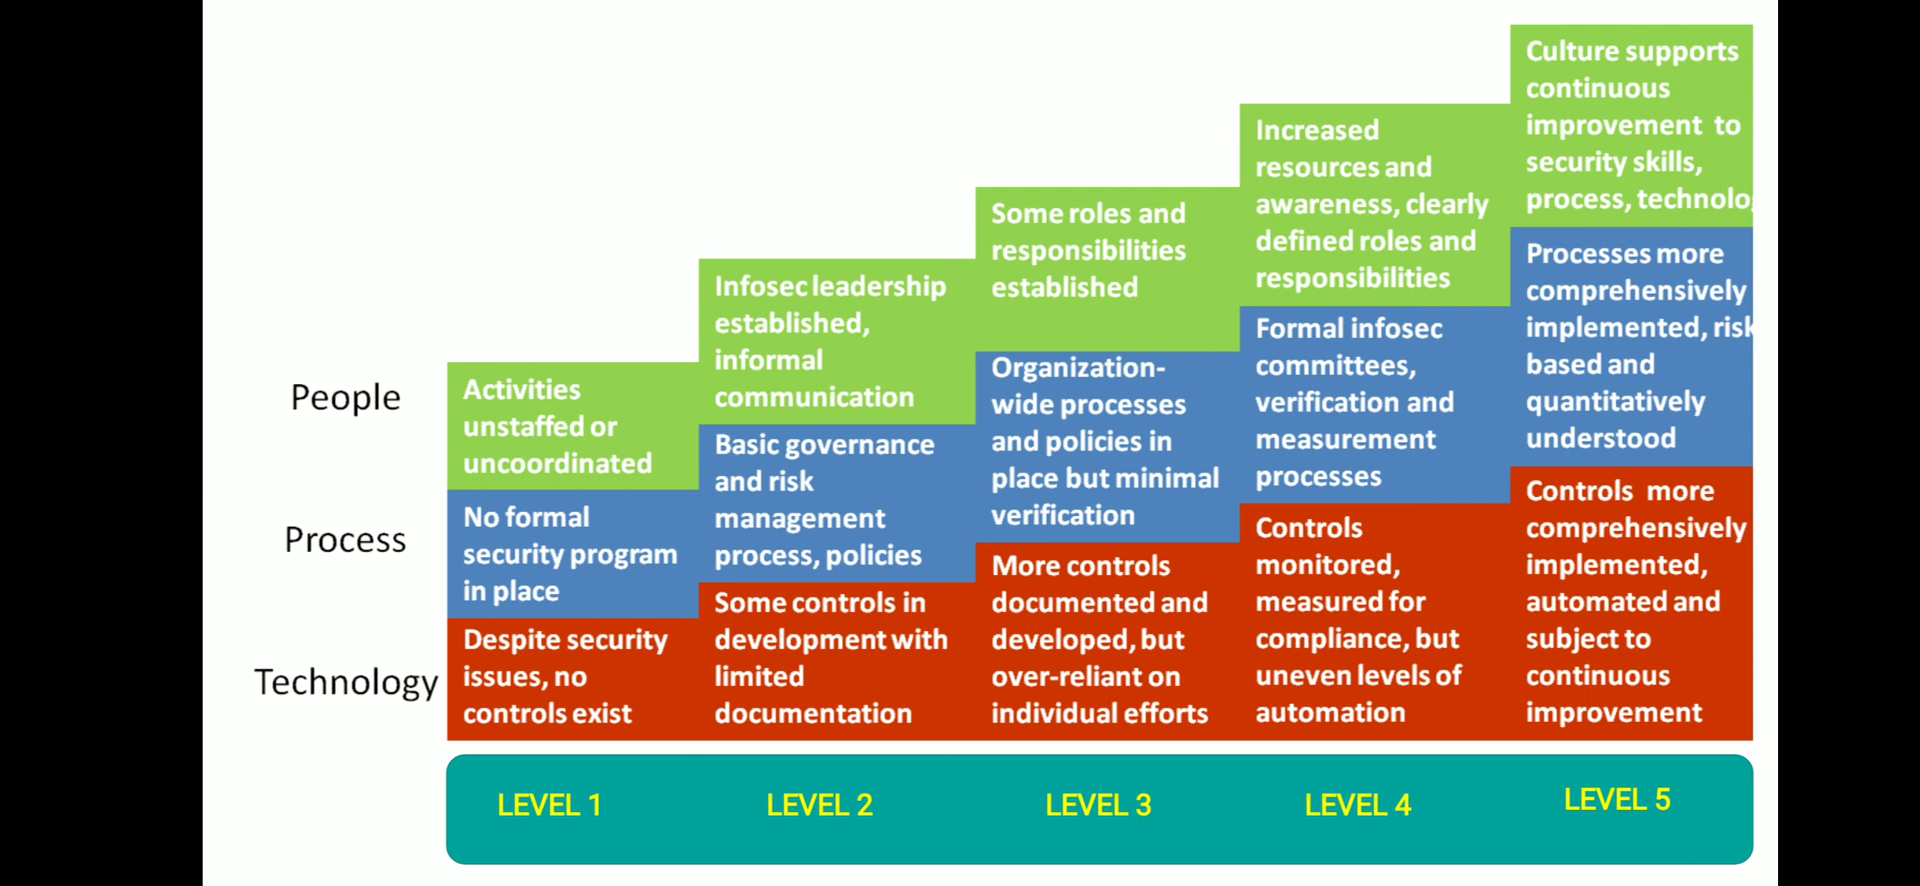 People
Process
Technology
Activities
unstaffed or
uncoordinated
No formal
security program
in place
Despite security
issues, no
controls exist
Infosec leadership
established,
informal
communication
Basic governance
and risk
management
process, policies
Some controls in
development with
limited
documentation
Some roles and
responsibilities
established
Organization-
wide processes
and policies in
place but minimal
verification
More controls
documented and
developed, but
over-reliant on
individual efforts
Increased
resources and
awareness, clearly
defined roles and
responsibilities
Formal infosec
committees,
verification and
measurement
processes
Controls
monitored,
measured for
compliance, but
uneven levels of
automation
Culture supports
continuous
improvement to
security skills,
process, technolo
Processes more
comprehensively
implemented, risk
based and
quantitatively
understood
Controls more
comprehensively
implemented,
automated and
subject to
continuous
improvement
LEVEL 1
LEVEL 2
LEVEL 3
LEVEL 4
LEVEL 5